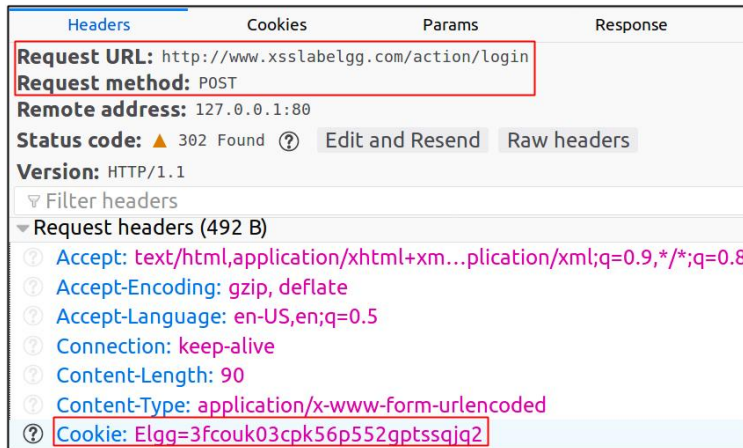 Headers Cookies Params Response
Request URL: http://www.xsslabelgg.com/action/login
Request method: POST
Remote address: 127.0.0.1:80
Status code: ▲ 302 Found ? Edit and Resend Raw headers
Version: HTTP/1.1
Filter headers
Request headers (492 B)
? Accept: text/html,application/xhtml+xm…plication/xml;q=0.9,*/*;q=0.8
? Accept-Encoding: gzip, deflate
? Accept-Language: en-US,en;q=0.5
? Connection: keep-alive
? Content-Length: 90
? Content-Type: application/x-www-form-urlencoded
? Cookie: Elgg=3fcouk03cpk56p552gptssqjq2